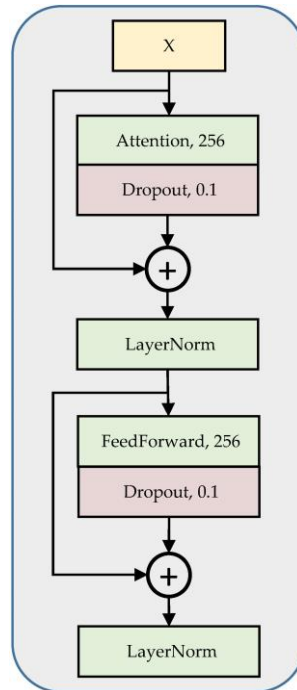 X
Attention, 256
Dropout, 0.1
+
LayerNorm
FeedForward, 256
Dropout, 0.1
+
LayerNorm